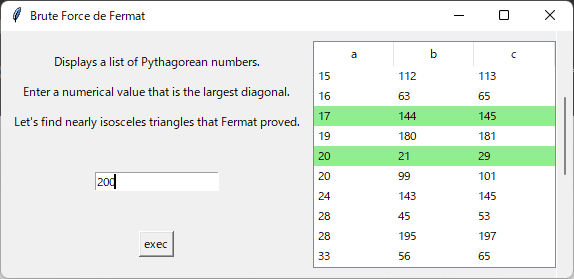 Brute Force de Fermat
Displays a list of Pythagorean numbers.
Enter a numerical value that is the largest diagonal.
Let's find nearly isosceles triangles that Fermat proved.
200
exec
a b c
15 112 113
16 63 65
17 144 145
19 180 181
20 21 29
20 99 101
24 143 145
28 45 53
28 195 197
33 56 65